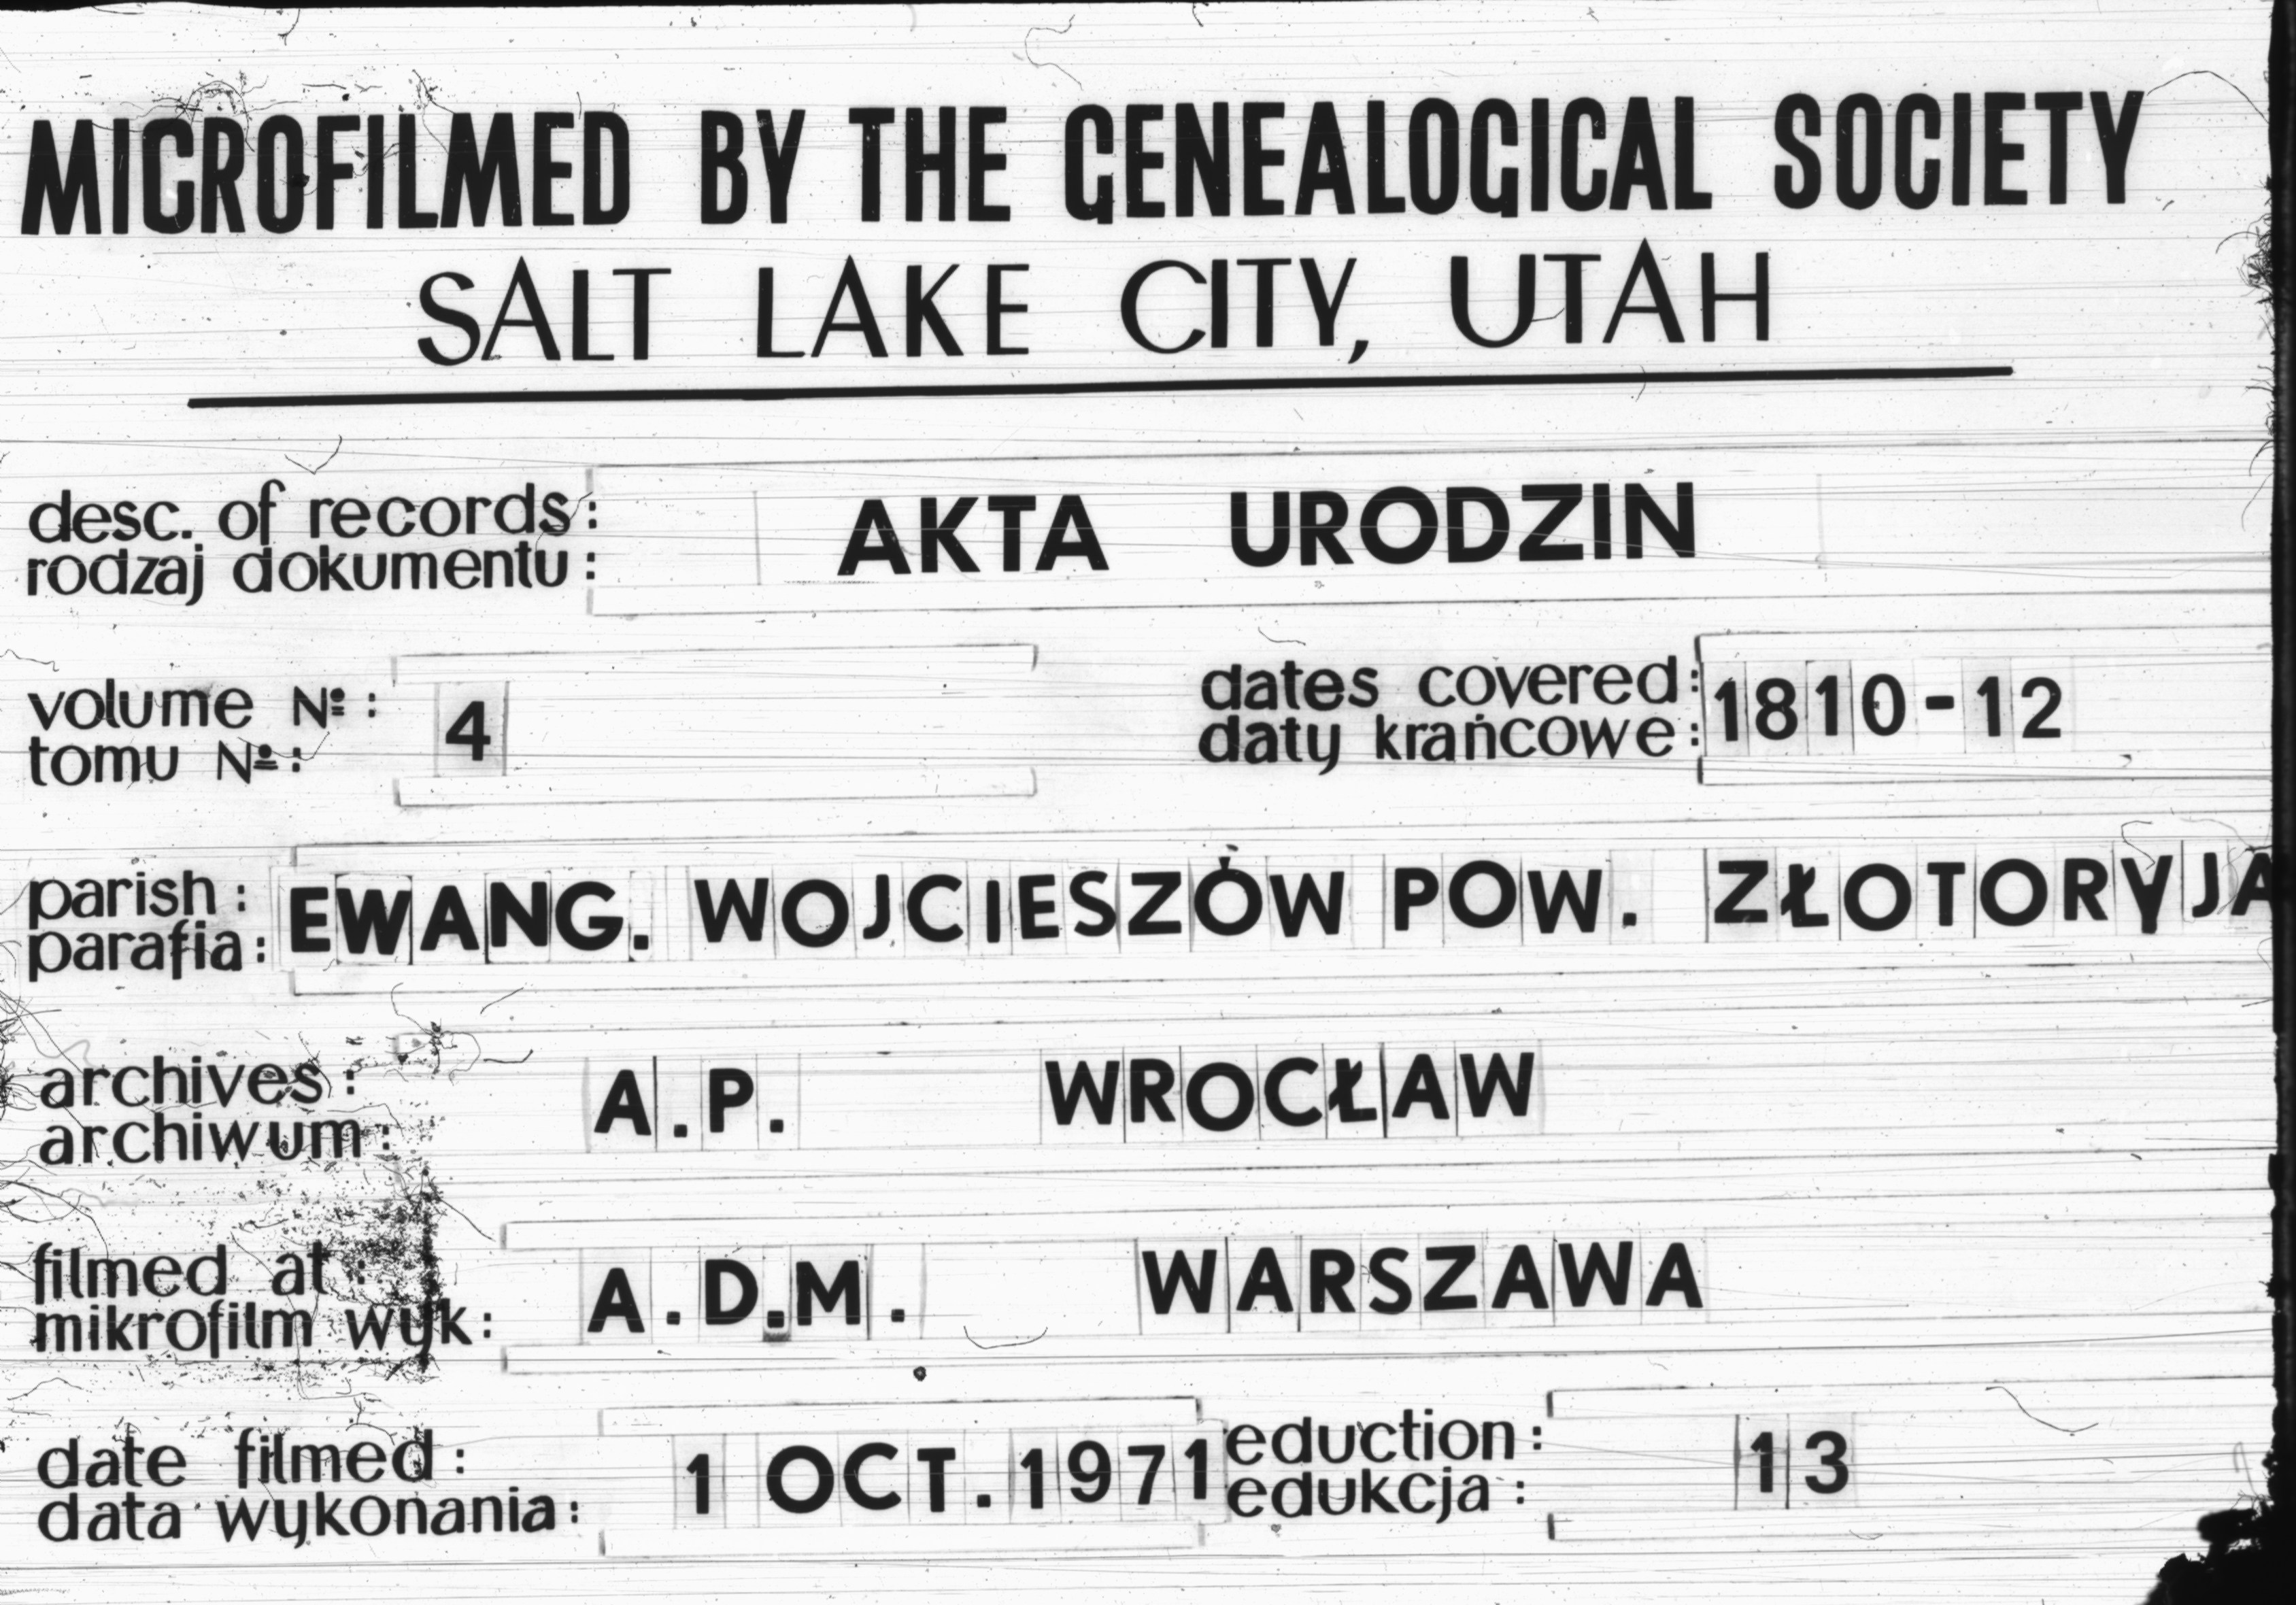 MICROFILMED BY THE GENEALOGICAL SOCIETY
SALT LAKE CITY, UTAH
desc. of records:
rodzaj dokumentu:
AKTA URODZIN
volume №:
tomu №:
4
dates covered:
daty krańcowe:
1810-12
parish:
parafia:
EWANG. WOJCIESZÓW POW. ZŁOTORYJA
archives:
archiwum:
A.P. WROCŁAW
filmed at:
mikrofilm wyk:
A.D.M. WARSZAWA
date filmed:
data wykonania:
1 OCT. 1971
eduction:
edukcja:
13